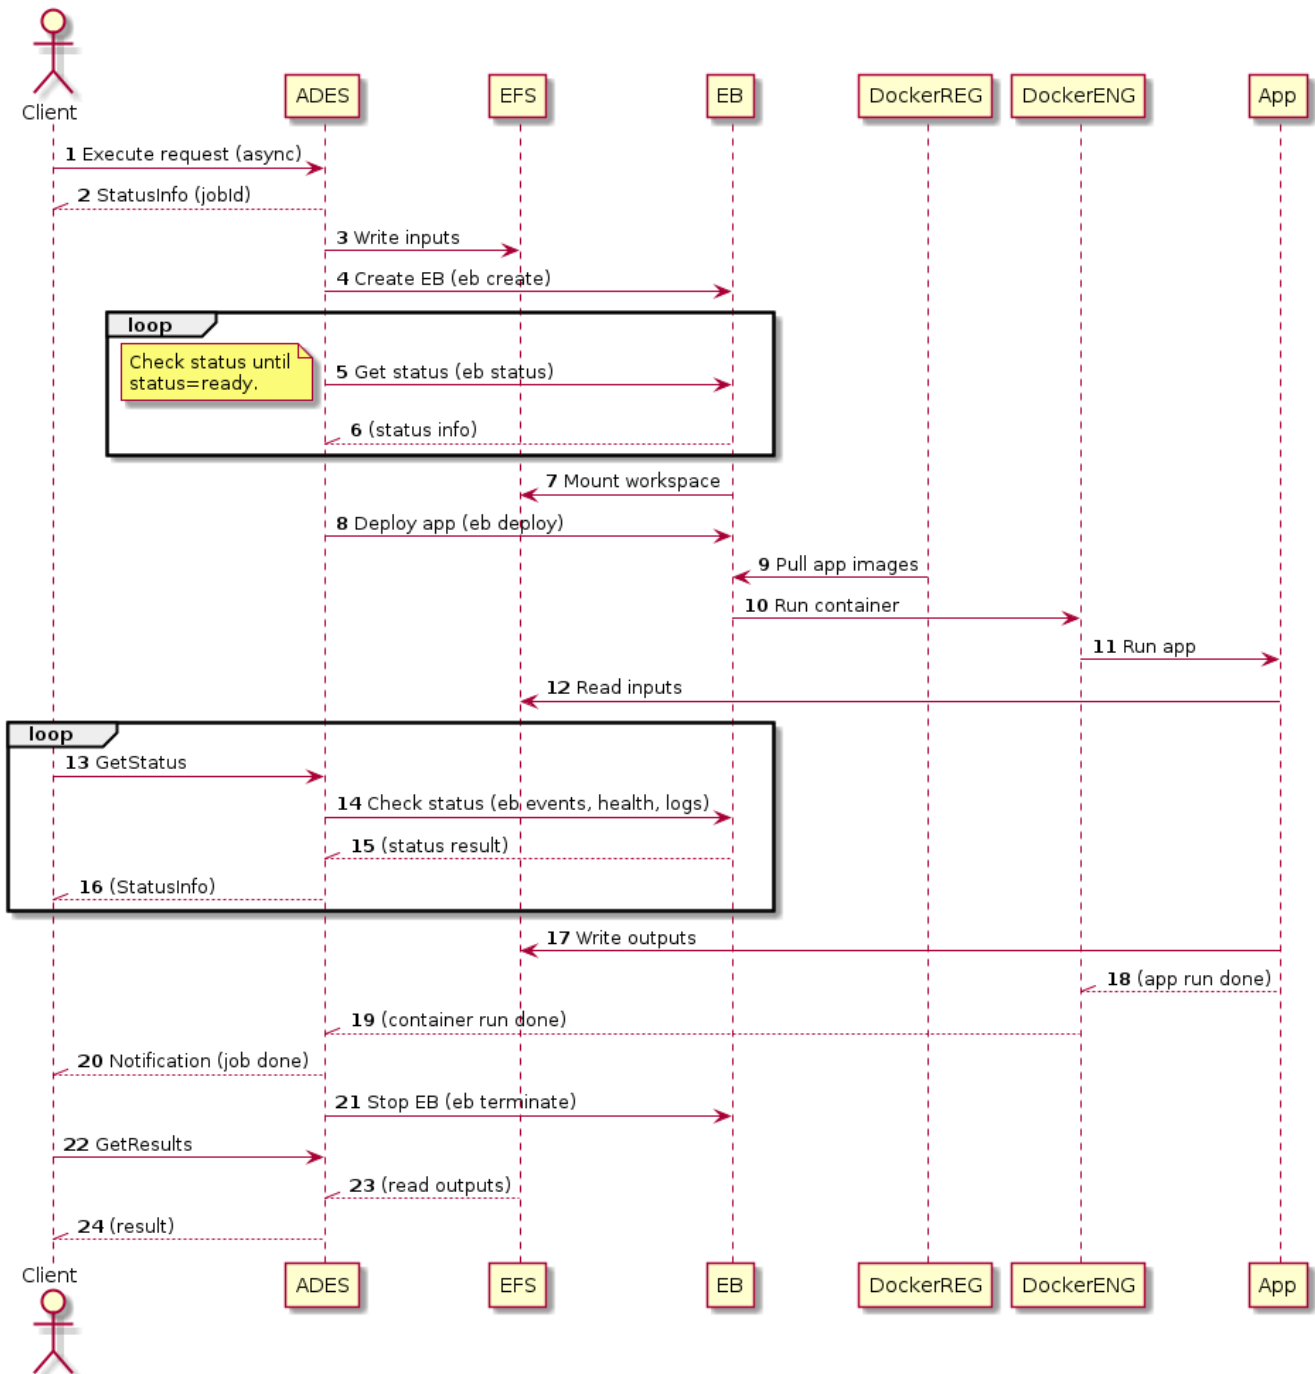 Client
ADES
EFS
EB
DockerREG
DockerENG
App
1 Execute request (async)
2 StatusInfo (jobId)
3 Write inputs
4 Create EB (eb create)
loop
Check status until
status=ready.
5 Get status (eb status)
6 (status info)
7 Mount workspace
8 Deploy app (eb deploy)
9 Pull app images
10 Run container
11 Run app
12 Read inputs
loop
13 GetStatus
14 Check status (eb events, health, logs)
15 (status result)
16 (StatusInfo)
17 Write outputs
18 (app run done)
19 (container run done)
20 Notification (job done)
21 Stop EB (eb terminate)
22 GetResults
23 (read outputs)
24 (result)
Client
ADES
EFS
EB
DockerREG
DockerENG
App